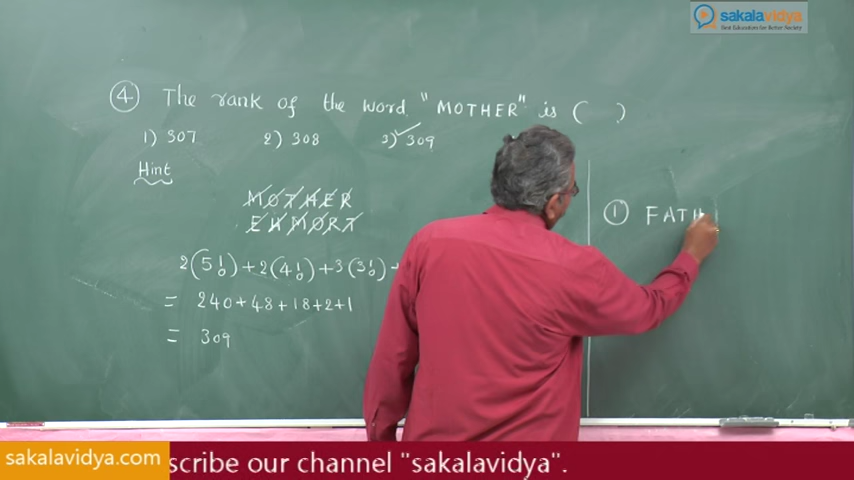 sakalavidya
Best Educators for Better Society
④ The rank of the word "MOTHER" is ( )
1) 307 2) 308 3) 309
Hint
MOTHER
EHMORT
2(5!)+2(4!)+3(3!)+
= 240+48+18+2+1
= 309
① FATH
sakalavidya.com
scribe our channel "sakalavidya".